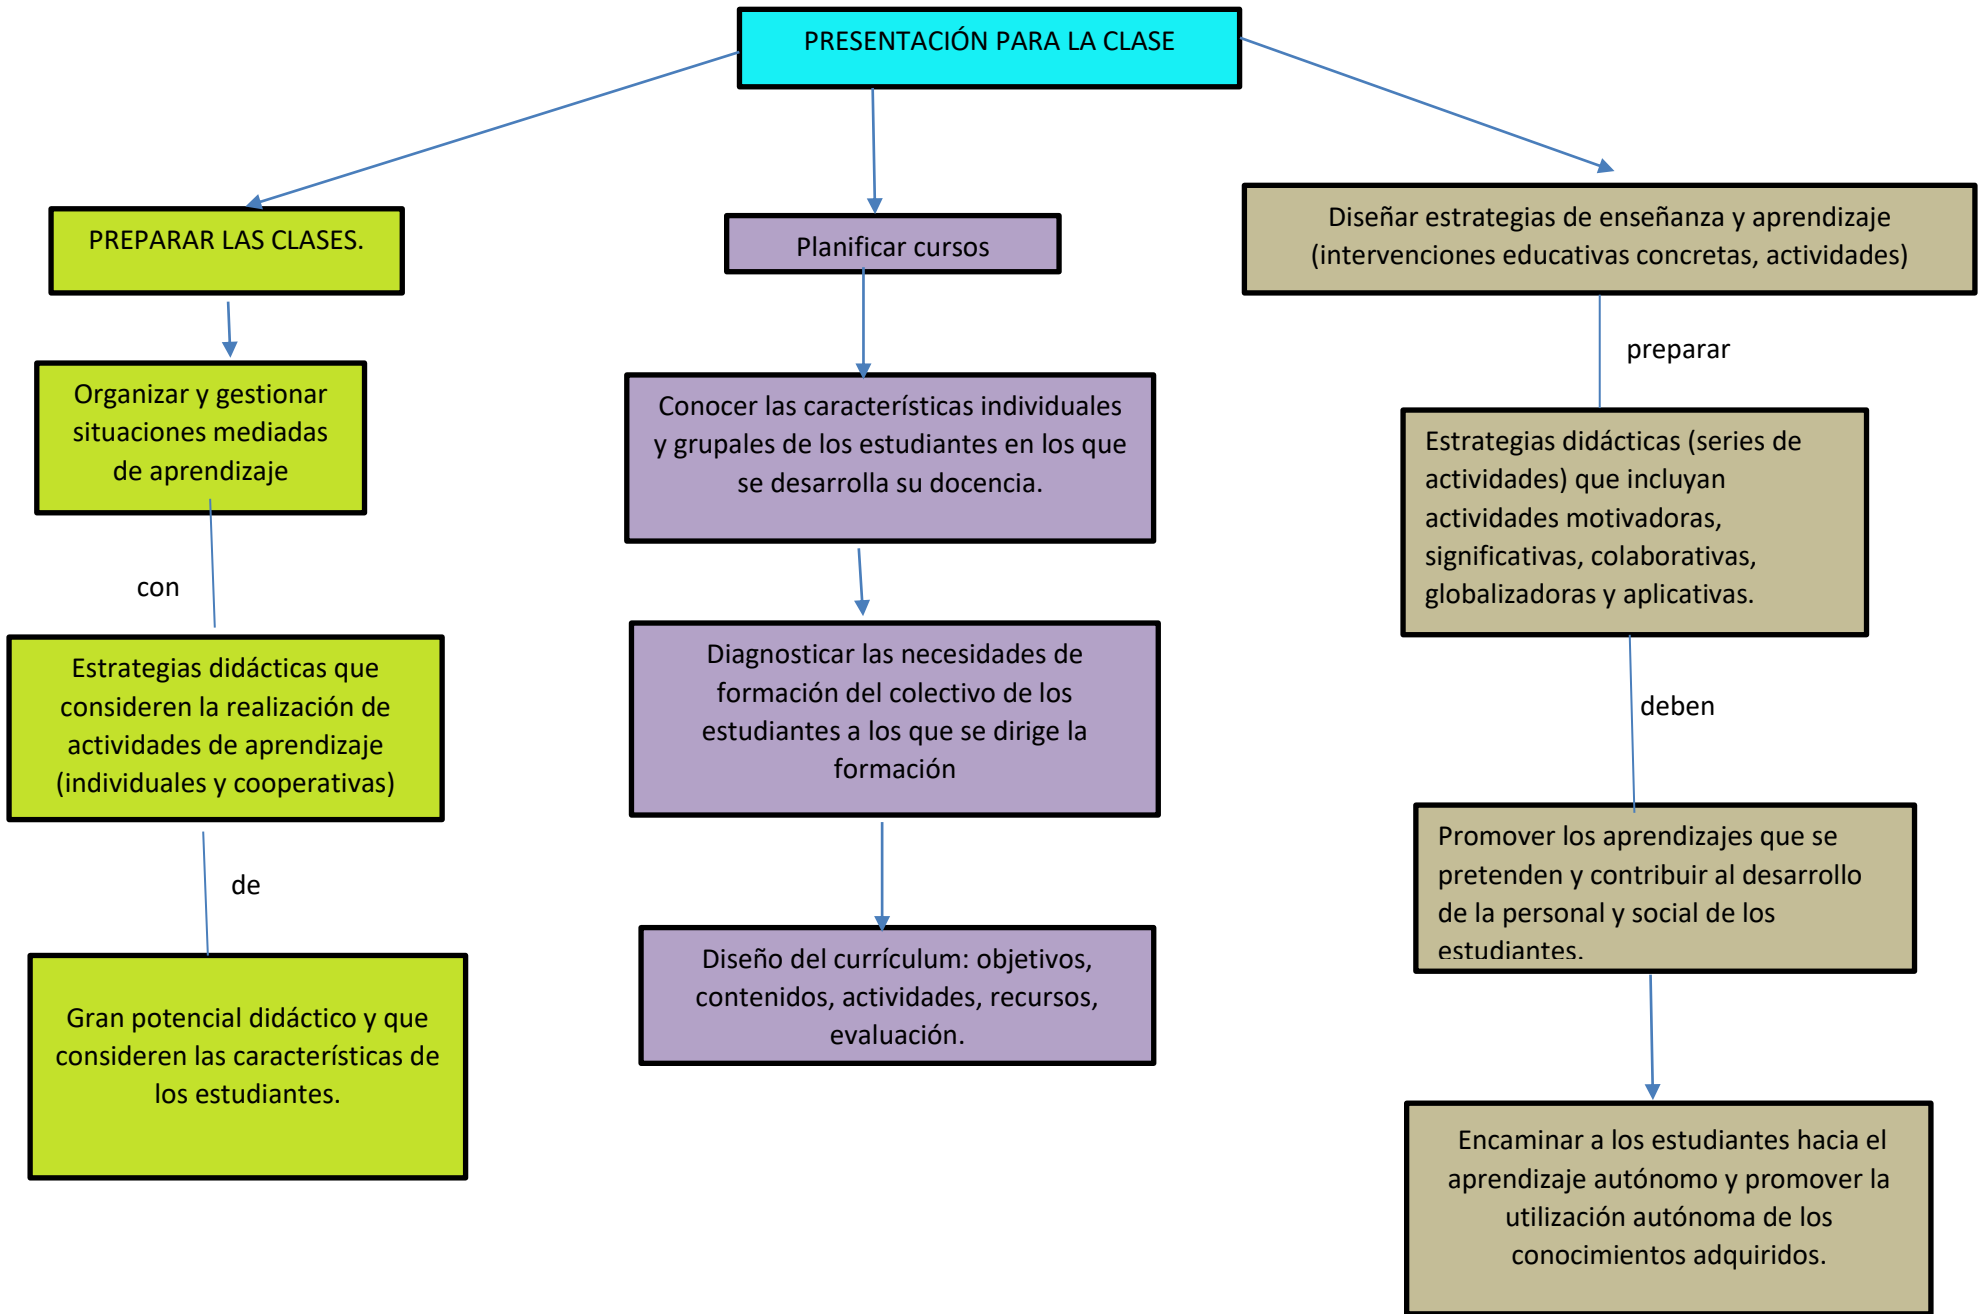 PRESENTACIÓN PARA LA CLASE
PREPARAR LAS CLASES.
Organizar y gestionar
situaciones mediadas
de aprendizaje
con
Estrategias didácticas que
consideren la realización de
actividades de aprendizaje
(individuales y cooperativas)
de
Gran potencial didáctico y que
consideren las características de
los estudiantes.
Planificar cursos
Conocer las características individuales
y grupales de los estudiantes en los que
se desarrolla su docencia.
Diagnosticar las necesidades de
formación del colectivo de los
estudiantes a los que se dirige la
formación
Diseño del currículum: objetivos,
contenidos, actividades, recursos,
evaluación.
Diseñar estrategias de enseñanza y aprendizaje
(intervenciones educativas concretas, actividades)
preparar
Estrategias didácticas (series de
actividades) que incluyan
actividades motivadoras,
significativas, colaborativas,
globalizadoras y aplicativas.
deben
Promover los aprendizajes que se
pretenden y contribuir al desarrollo
de la personal y social de los
estudiantes.
Encaminar a los estudiantes hacia el
aprendizaje autónomo y promover la
utilización autónoma de los
conocimientos adquiridos.